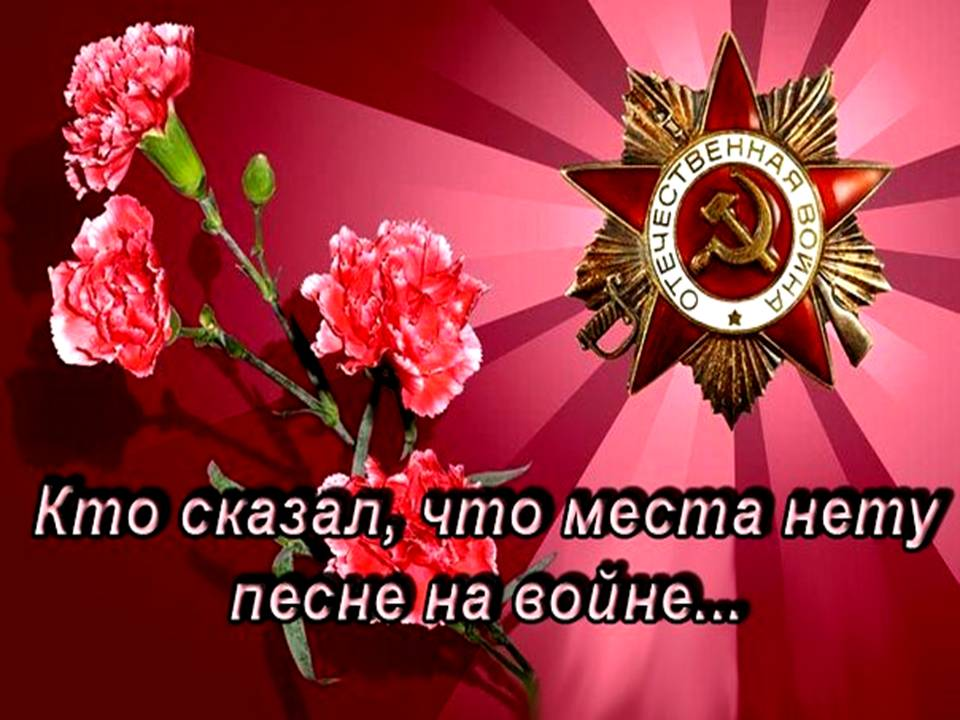 ОТЕЧЕСТВЕННАЯ ВОЙНА
Кто сказал, что места нету
песне на войне...